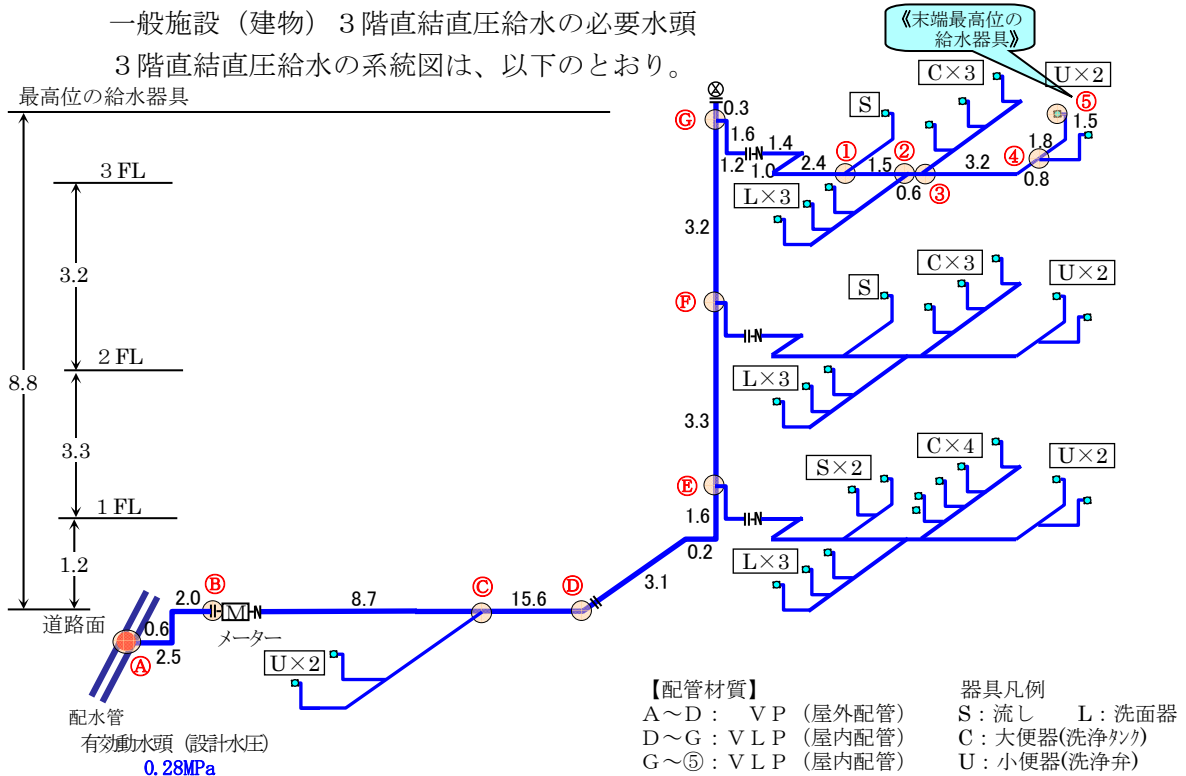 一般施設（建物）３階直結直圧給水の必要水頭
３階直結直圧給水の系統図は、以下のとおり。
《末端最高位の
給水器具》
最高位の給水器具
3 FL
3.2
2 FL
8.8
3.3
1 FL
1.2
道路面
配水管
有効動水頭（設計水圧）
0.28MPa
Ⓐ
0.6
2.5
2.0
Ⓑ
M
N
メーター
8.7
Ⓒ
15.6
Ⓓ
U×2
3.1
0.2
1.6
Ⓔ
3.3
Ⓕ
3.2
Ⓖ
0.3
1.6
1.2
N
1.4
1.0
2.4
①
S
1.5
②
0.6
③
C×3
3.2
④
0.8
1.8
U×2
⑤
1.5
L×3
N
S
C×3
U×2
L×3
N
S×2
C×4
U×2
L×3
【配管材質】
A～D： VP（屋外配管）
D～G：VLP（屋内配管）
G～⑤：VLP（屋内配管）
器具凡例
S：流し L：洗面器
C：大便器(洗浄ﾀﾝｸ)
U：小便器(洗浄弁)